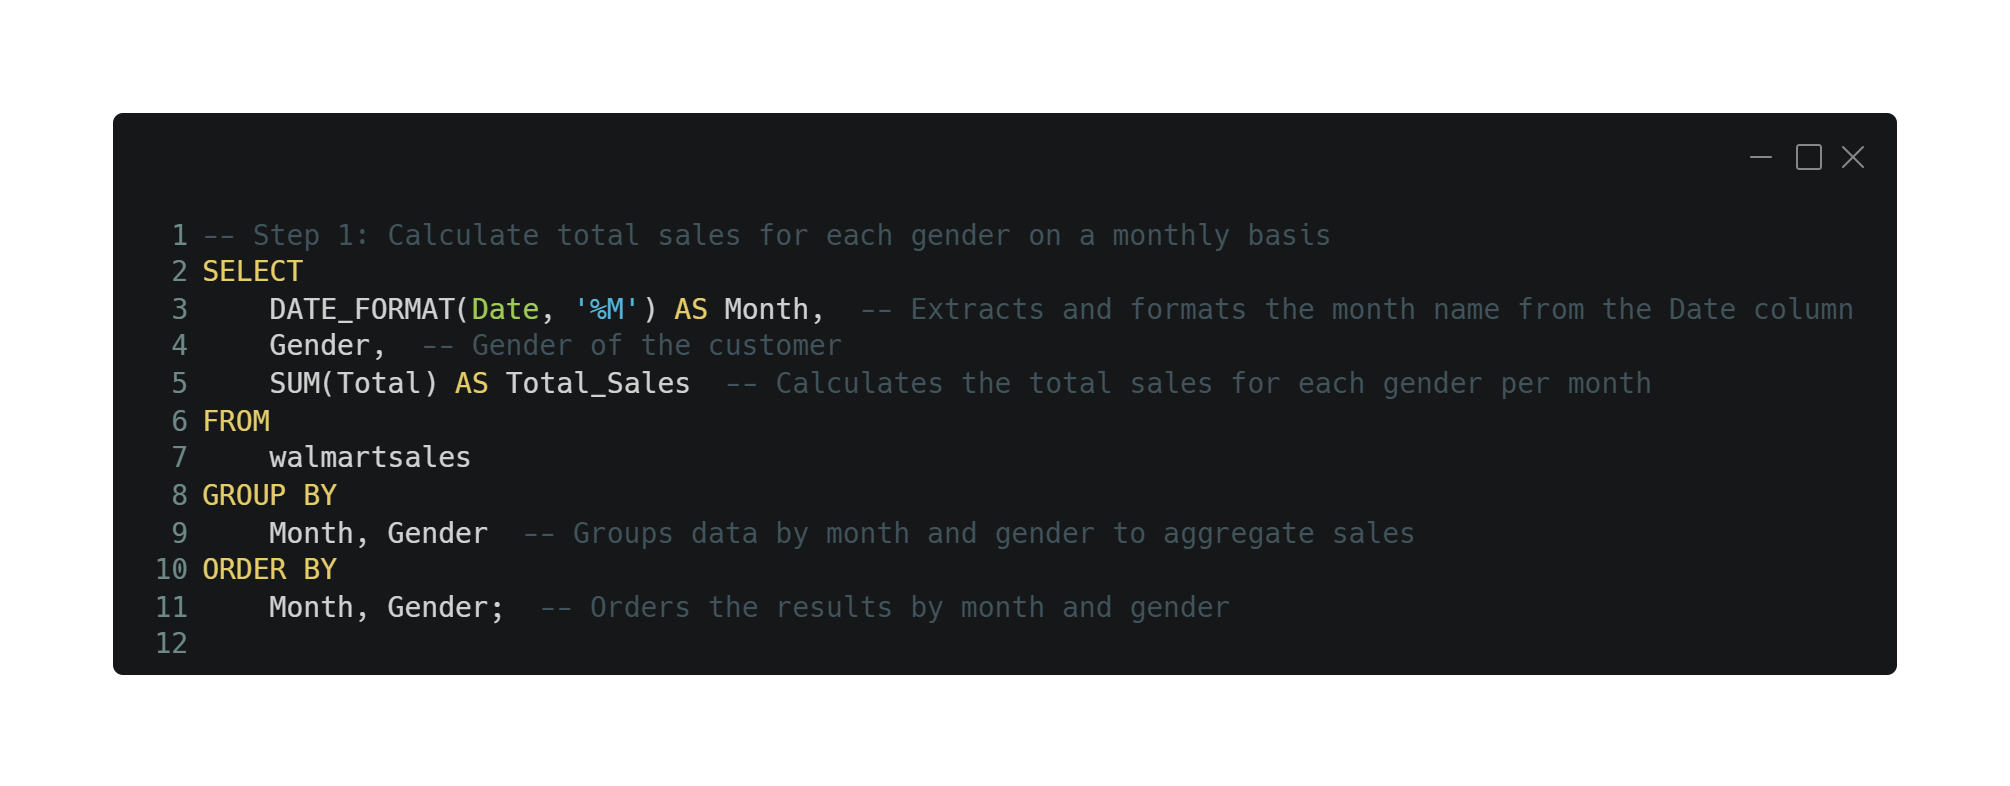 1 -- Step 1: Calculate total sales for each gender on a monthly basis
2 SELECT
3     DATE_FORMAT(Date, '%M') AS Month,  -- Extracts and formats the month name from the Date column
4     Gender,  -- Gender of the customer
5     SUM(Total) AS Total_Sales  -- Calculates the total sales for each gender per month
6 FROM
7     walmartsales
8 GROUP BY
9     Month, Gender  -- Groups data by month and gender to aggregate sales
10 ORDER BY
11     Month, Gender;  -- Orders the results by month and gender
12